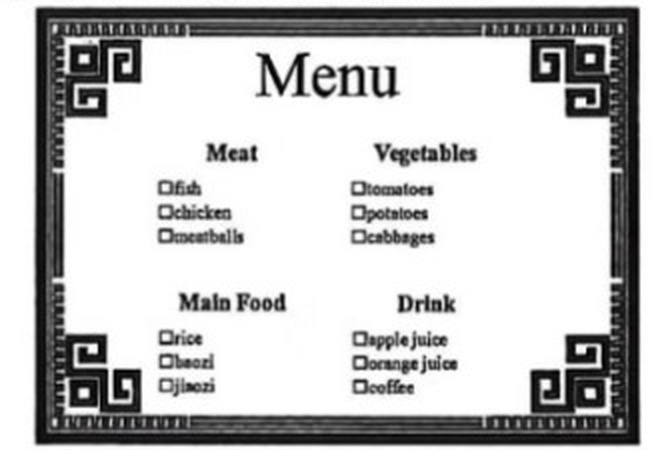 Menu
Meat
□fish
□chicken
□meatballs
Vegetables
□tomatoes
□potatoes
□cabbages
Main Food
□rice
□baozi
□jiaozi
Drink
□apple juice
□orange juice
□coffee